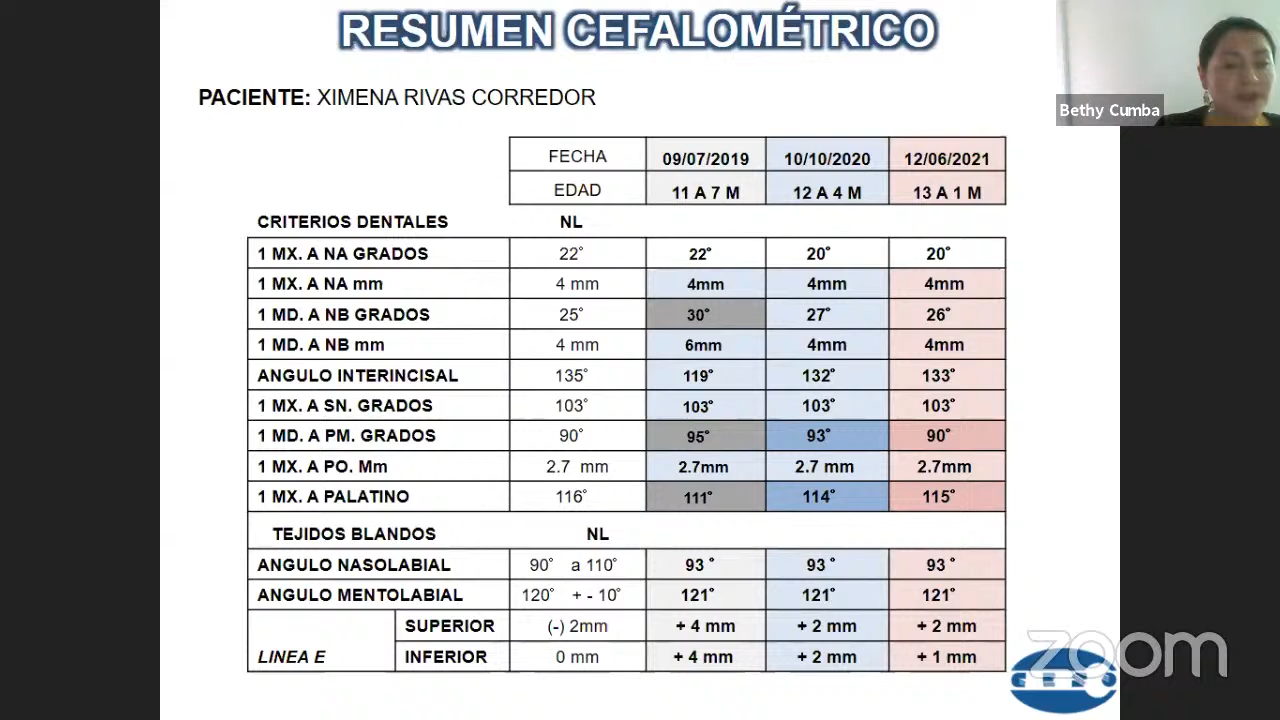 RESUMEN CEFALOMÉTRICO
PACIENTE: XIMENA RIVAS CORREDOR
Bethy Cumba
FECHA 09/07/2019 10/10/2020 12/06/2021
EDAD 11 A 7 M 12 A 4 M 13 A 1 M
CRITERIOS DENTALES NL
1 MX. A NA GRADOS 22° 22° 20° 20°
1 MX. A NA mm 4 mm 4mm 4mm 4mm
1 MD. A NB GRADOS 25° 30° 27° 26°
1 MD. A NB mm 4 mm 6mm 4mm 4mm
ANGULO INTERINCISAL 135° 119° 132° 133°
1 MX. A SN. GRADOS 103° 103° 103° 103°
1 MD. A PM. GRADOS 90° 95° 93° 90°
1 MX. A PO. Mm 2.7 mm 2.7mm 2.7 mm 2.7mm
1 MX. A PALATINO 116° 111° 114° 115°
TEJIDOS BLANDOS NL
ANGULO NASOLABIAL 90° a 110° 93 ° 93 ° 93 °
ANGULO MENTOLABIAL 120° + - 10° 121° 121° 121°
SUPERIOR (-) 2mm + 4 mm + 2 mm + 2 mm
LINEA E INFERIOR 0 mm + 4 mm + 2 mm + 1 mm
zoom